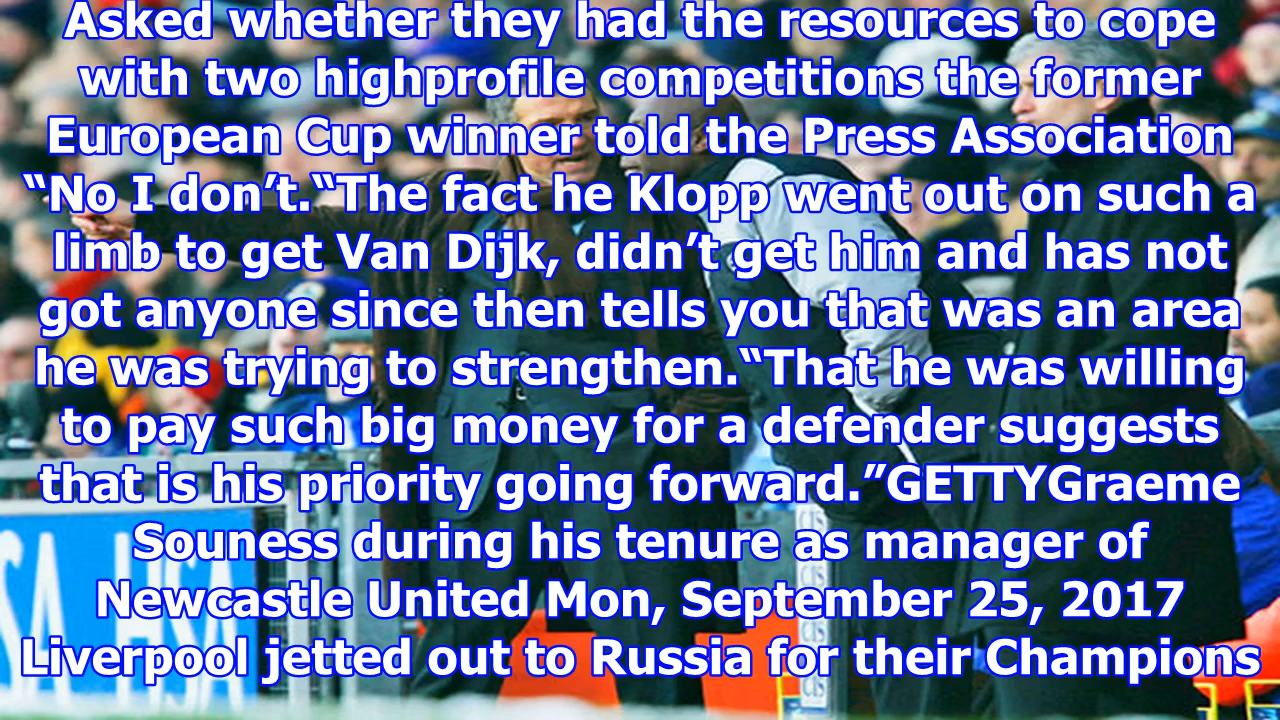 Asked whether they had the resources to cope
with two highprofile competitions the former
European Cup winner told the Press Association
“No I don’t.“The fact he Klopp went out on such a
limb to get Van Dijk, didn’t get him and has not
got anyone since then tells you that was an area
he was trying to strengthen.“That he was willing
to pay such big money for a defender suggests
that is his priority going forward.”GETTYGraeme
Souness during his tenure as manager of
Newcastle United Mon, September 25, 2017
Liverpool jetted out to Russia for their Champions
CIS
CIS
CIS
CIS
CIS